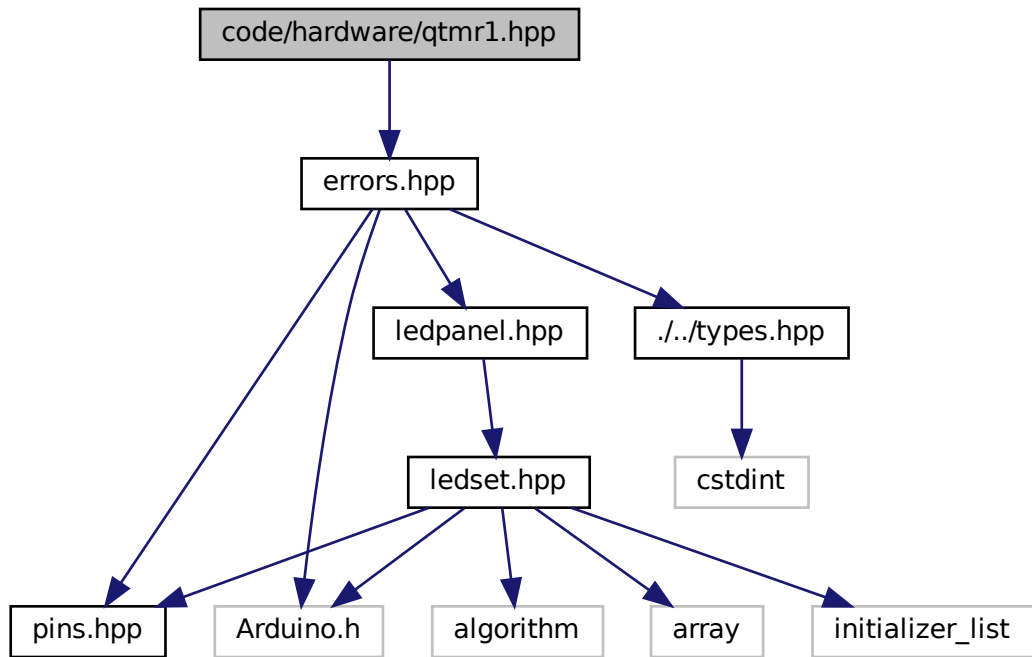 code/hardware/qtmr1.hpp
errors.hpp
ledpanel.hpp
./../types.hpp
ledset.hpp
cstdint
pins.hpp
Arduino.h
algorithm
array
initializer_list